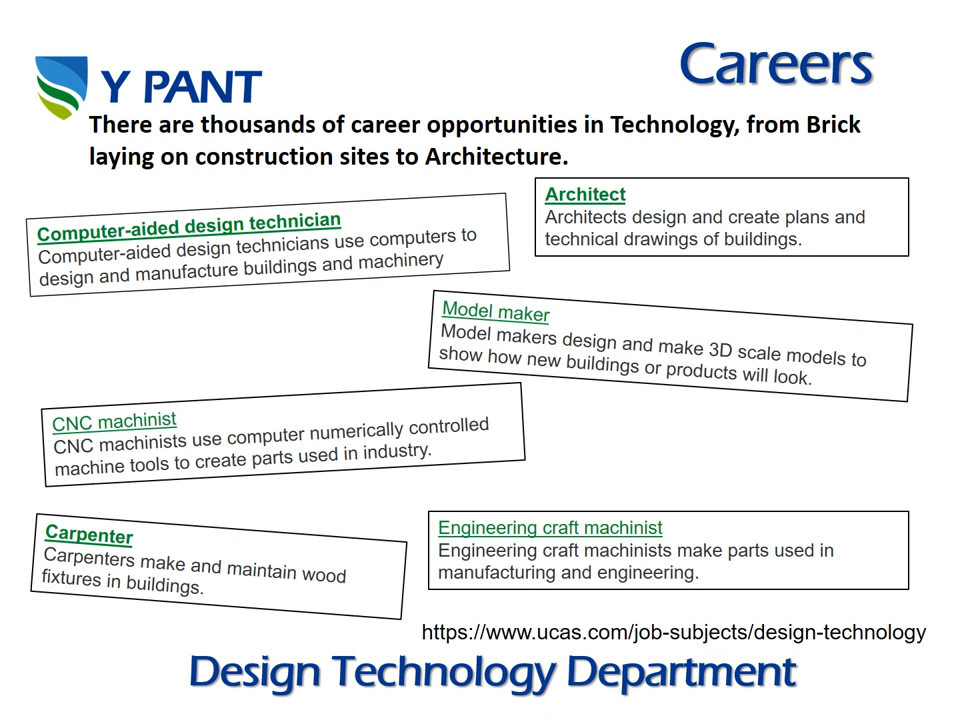 Careers
Y PANT
There are thousands of career opportunities in Technology, from Brick
laying on construction sites to Architecture.
Computer-aided design technician
Computer-aided design technicians use computers to
design and manufacture buildings and machinery
Architect
Architects design and create plans and
technical drawings of buildings.
Model maker
Model makers design and make 3D scale models to
show how new buildings or products will look.
CNC machinist
CNC machinists use computer numerically controlled
machine tools to create parts used in industry.
Carpenter
Carpenters make and maintain wood
fixtures in buildings.
Engineering craft machinist
Engineering craft machinists make parts used in
manufacturing and engineering.
https://www.ucas.com/job-subjects/design-technology
Design Technology Department